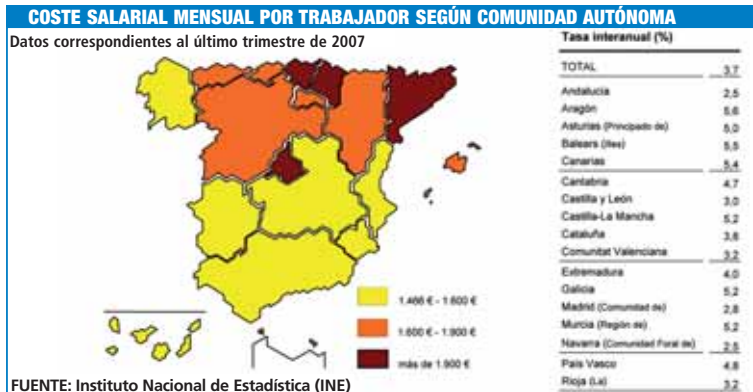 COSTE SALARIAL MENSUAL POR TRABAJADOR SEGÚN COMUNIDAD AUTÓNOMA
Datos correspondientes al último trimestre de 2007
Tasa interanual (%)
TOTAL 3,7
Andalucía 2,5
Aragón 5,6
Asturias (Principado de) 5,0
Balears (Illes) 5,5
Canarias 5,4
Cantabria 4,7
Castilla y León 3,0
Castilla-La Mancha 5,2
Cataluña 3,8
Comunitat Valenciana 3,2
Extremadura 4,0
Galicia 5,2
Madrid (Comunidad de) 2,8
Murcia (Región de) 5,2
Navarra (Comunidad Foral de) 2,5
País Vasco 4,8
Rioja (La) 3,2
1.466 € - 1.600 €
1.600 € - 1.900 €
más de 1.900 €
FUENTE: Instituto Nacional de Estadística (INE)